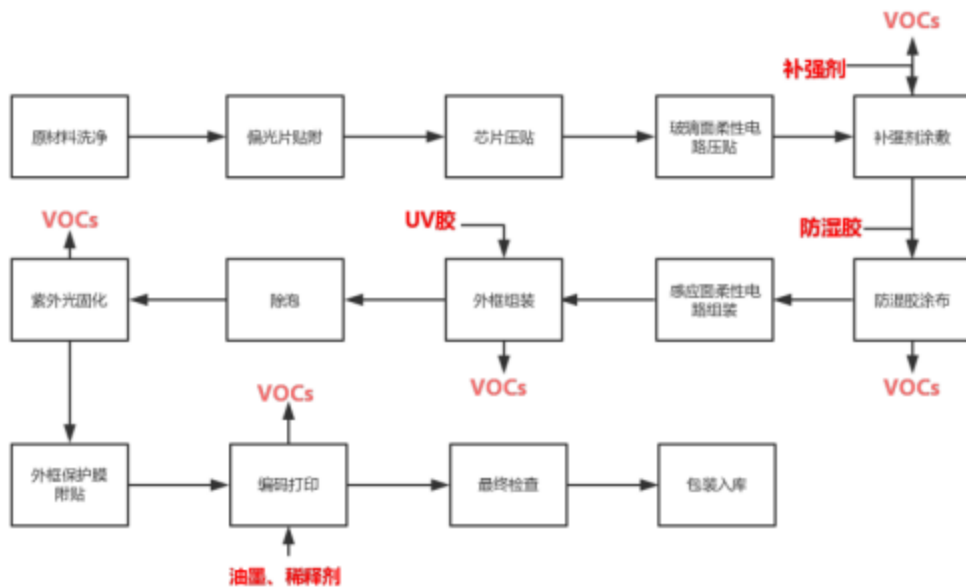 VOCs
补强剂
原材料洗净
偏光片贴附
芯片压贴
玻璃面柔性电
路压贴
补强剂涂敷
VOCs
UV胶
防湿胶
紫外光固化
除泡
外框组装
感应面柔性电
路组装
防湿胶涂布
VOCs
VOCs
VOCs
外框保护膜
附贴
编码打印
最终检查
包装入库
油墨、稀释剂